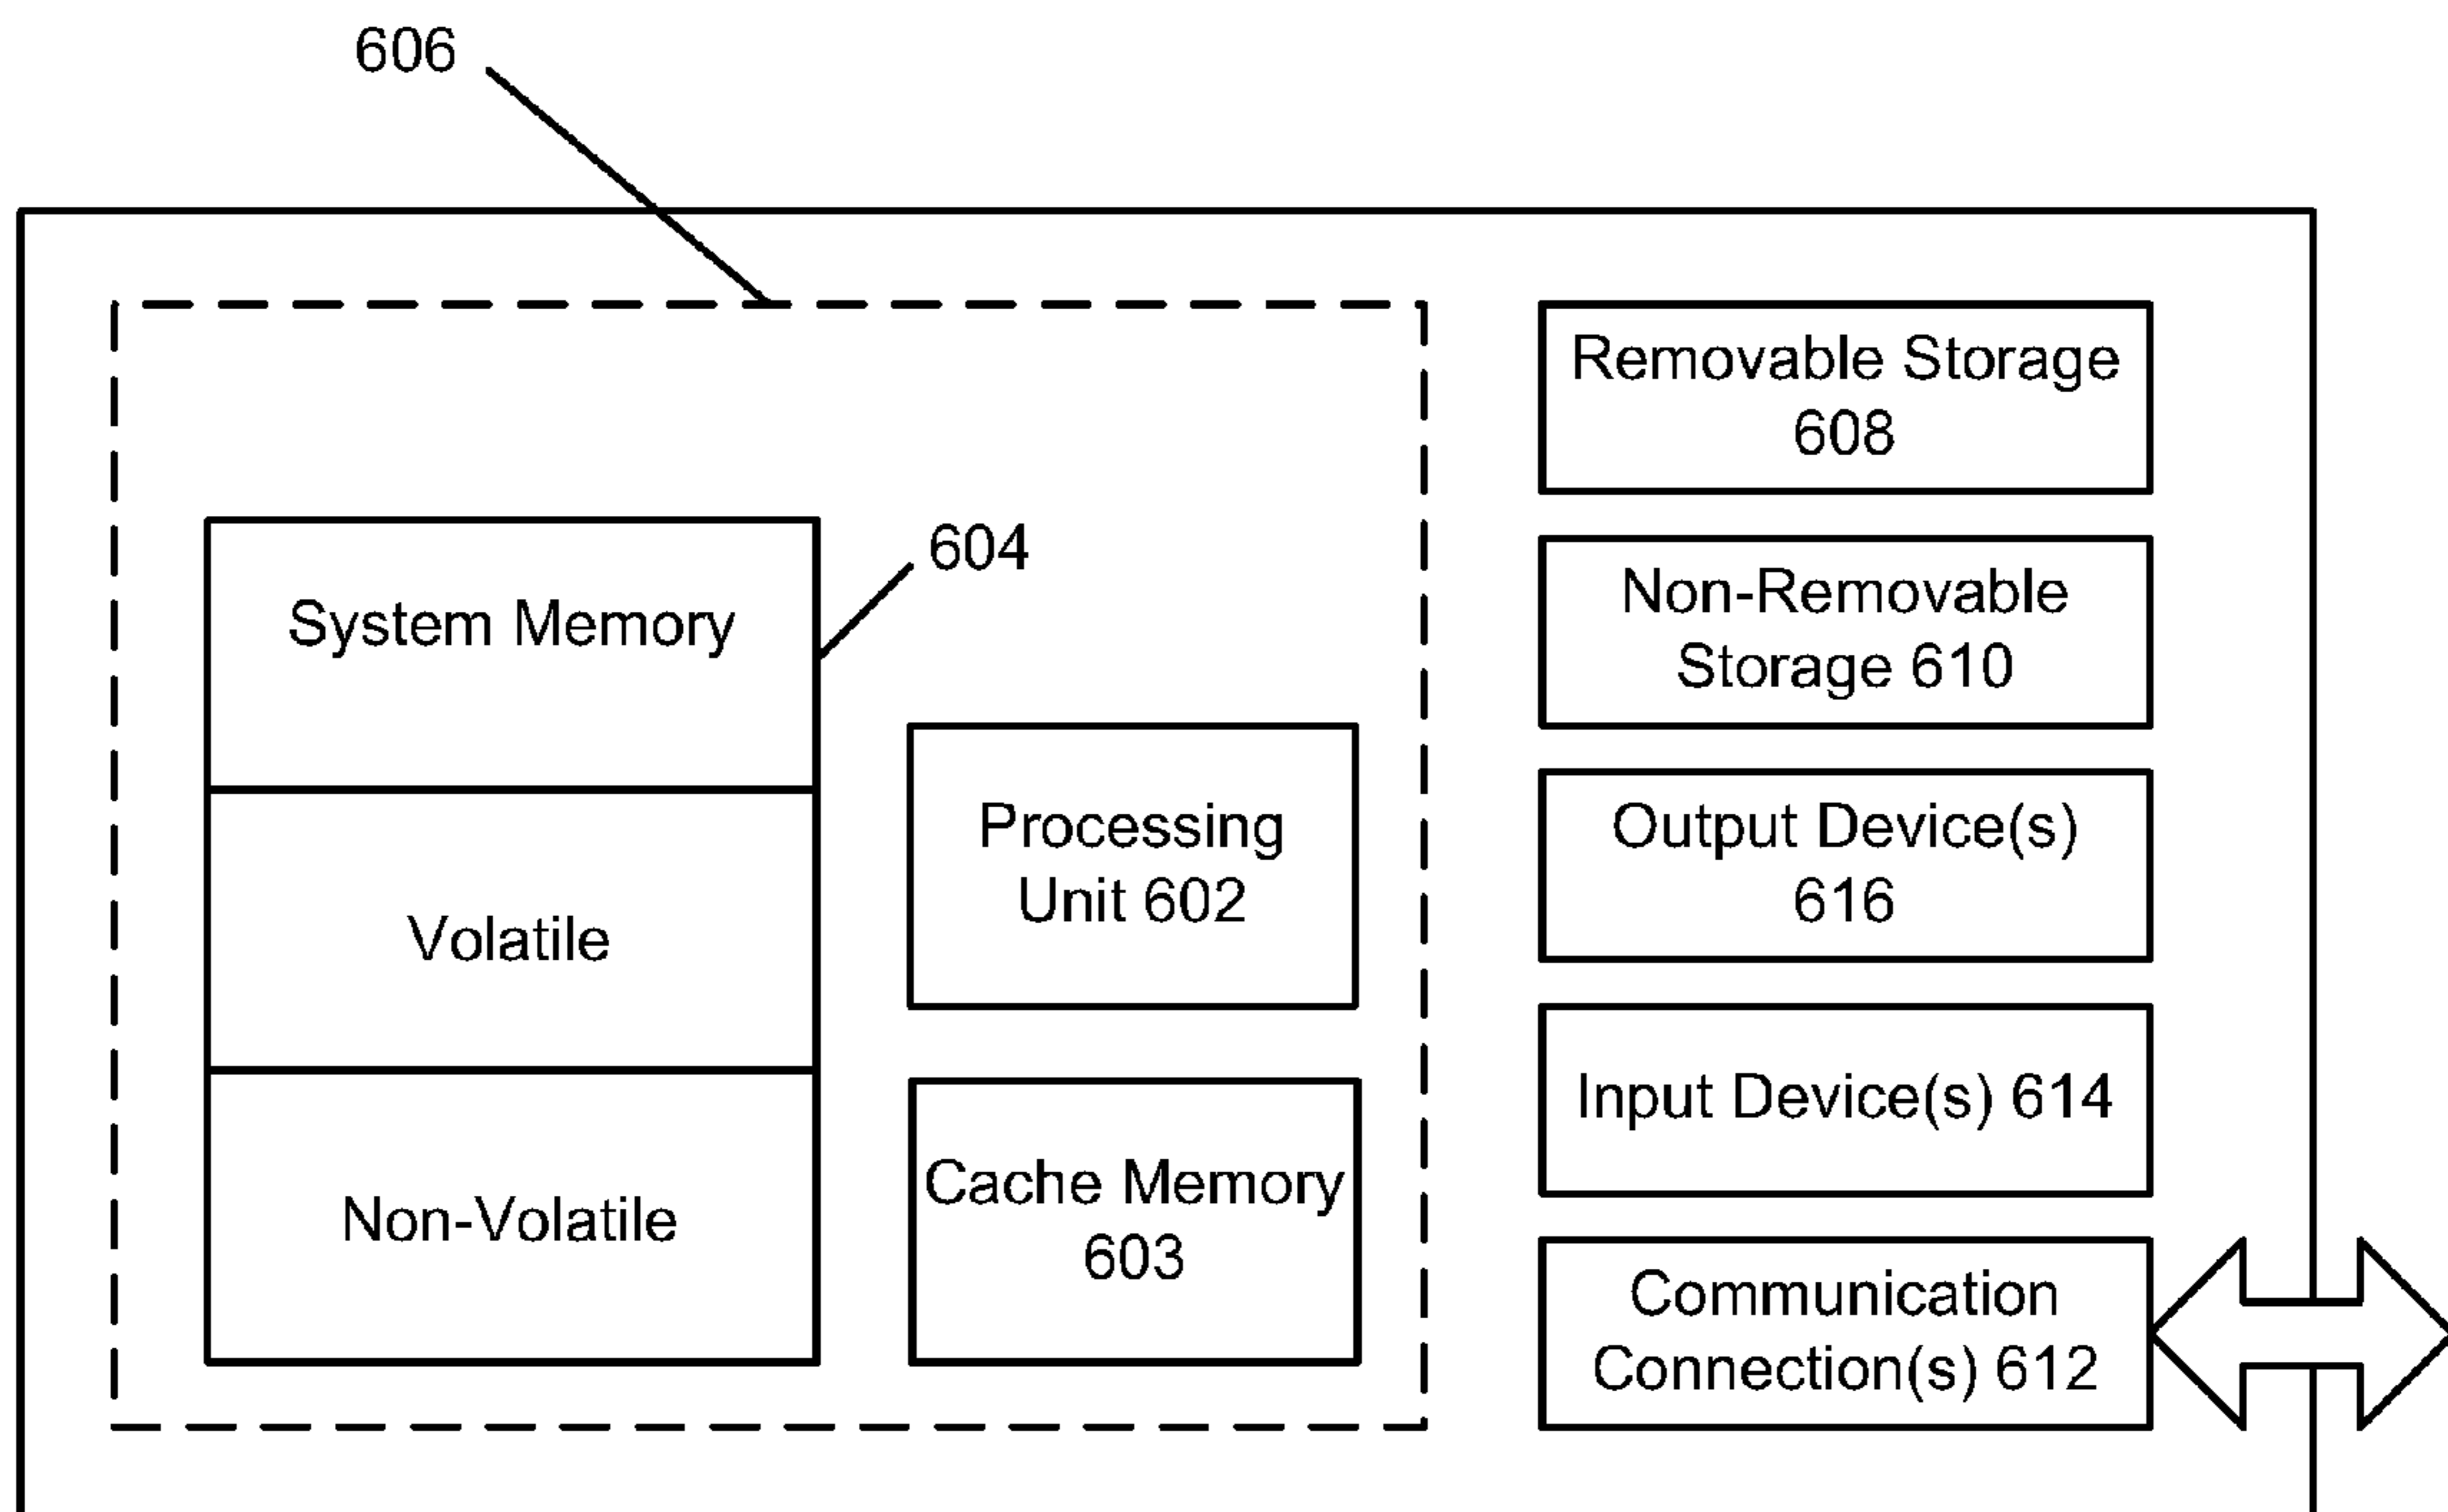 606
604
System Memory
Volatile
Non-Volatile
Processing
Unit 602
Cache Memory
603
Removable Storage
608
Non-Removable
Storage 610
Output Device(s)
616
Input Device(s) 614
Communication
Connection(s) 612